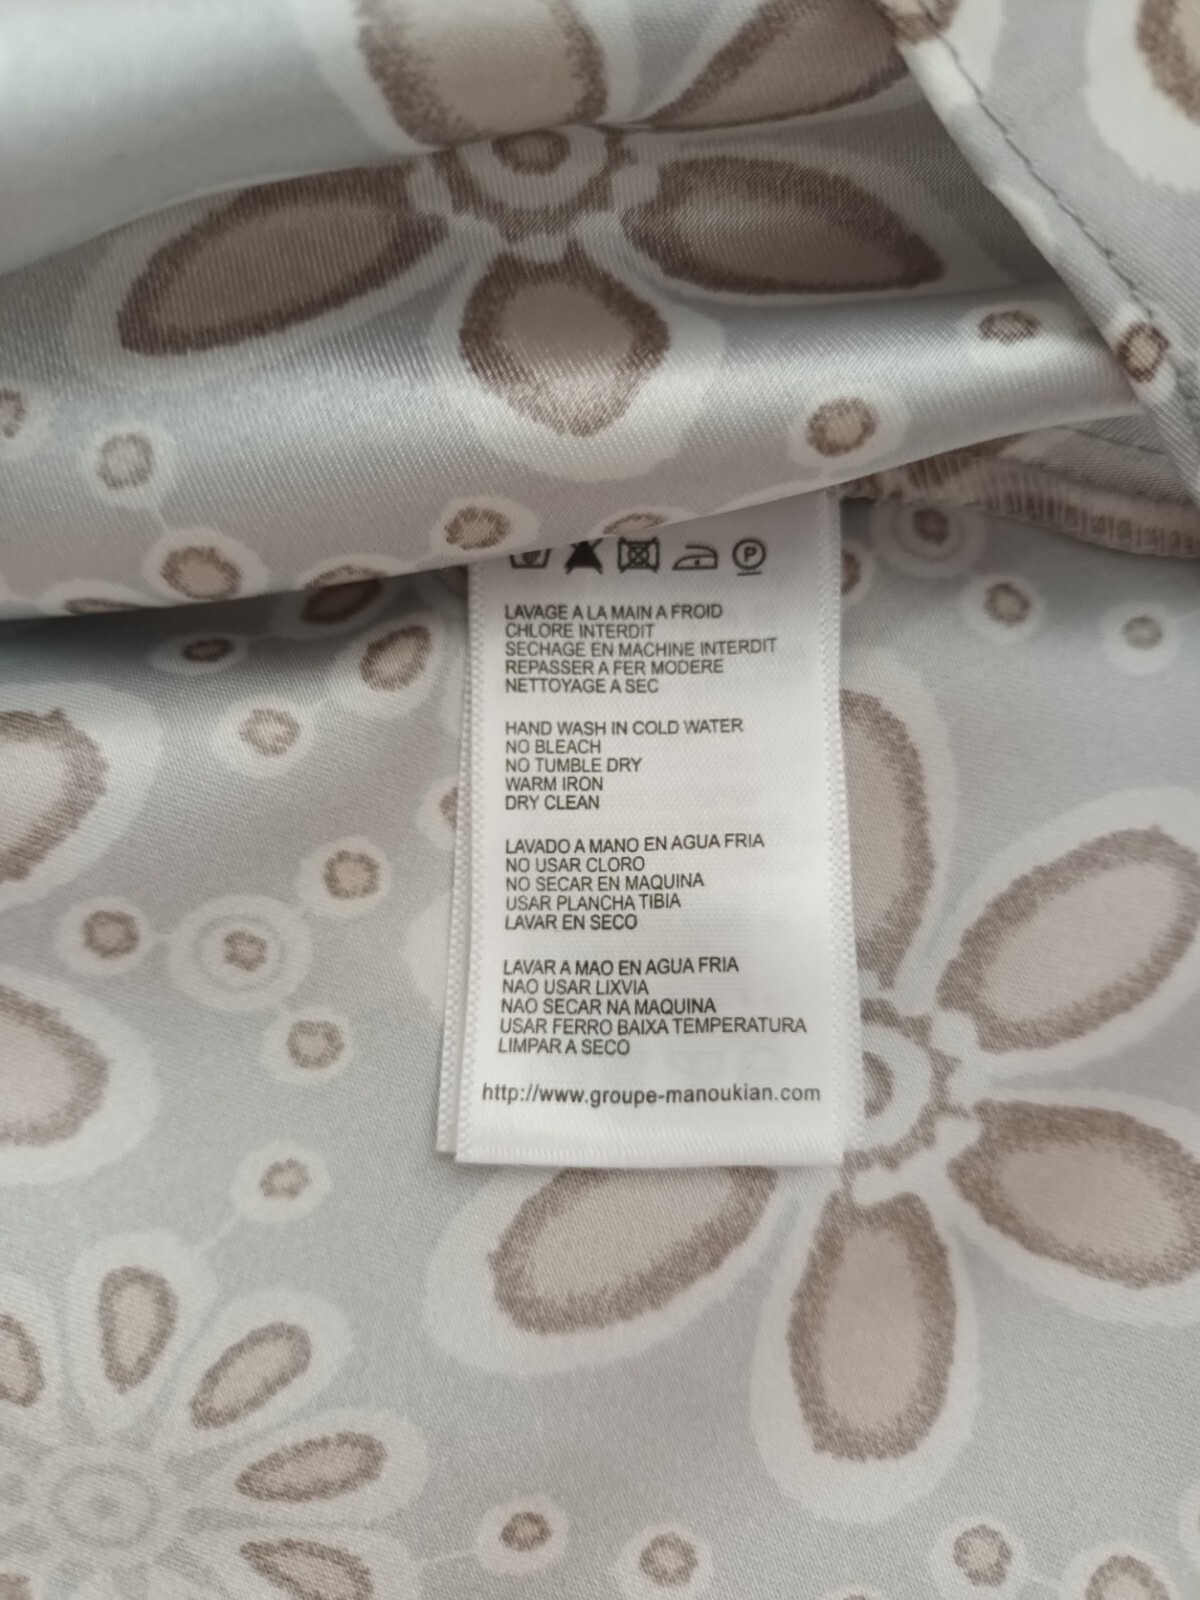 P
LAVAGE A LA MAIN A FROID
CHLORE INTERDIT
SECHAGE EN MACHINE INTERDIT
REPASSER A FER MODERE
NETTOYAGE A SEC
HAND WASH IN COLD WATER
NO BLEACH
NO TUMBLE DRY
WARM IRON
DRY CLEAN
LAVADO A MANO EN AGUA FRIA
NO USAR CLORO
NO SECAR EN MAQUINA
USAR PLANCHA TIBIA
LAVAR EN SECO
LAVAR A MAO EN AGUA FRIA
NAO USAR LIXVIA
NAO SECAR NA MAQUINA
USAR FERRO BAIXA TEMPERATURA
LIMPAR A SECO
http://www.groupe-manoukian.com